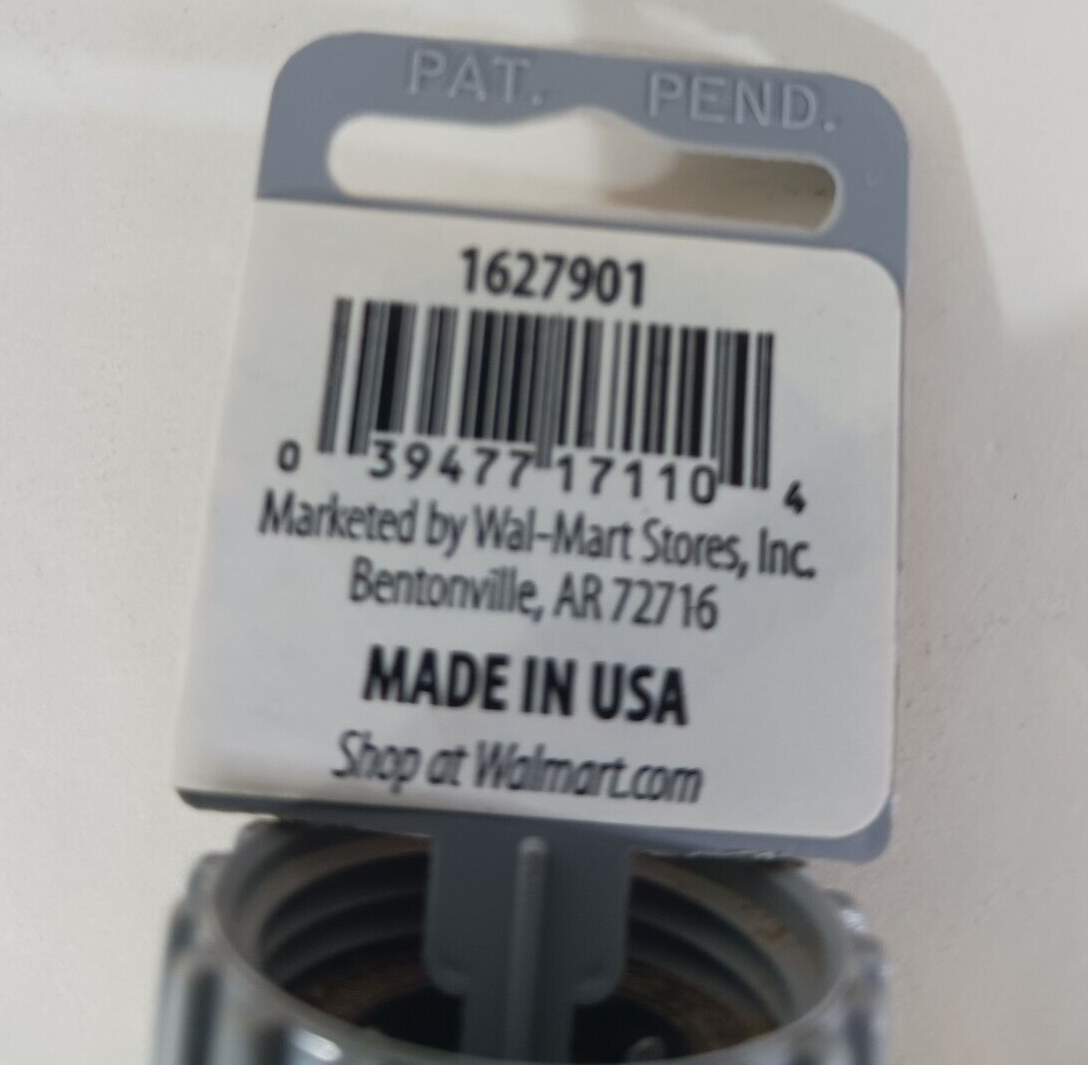 PAT. PEND.
1627901
0 39477 17110 4
Marketed by Wal-Mart Stores, Inc.
Bentonville, AR 72716
MADE IN USA
Shop at Walmart.com